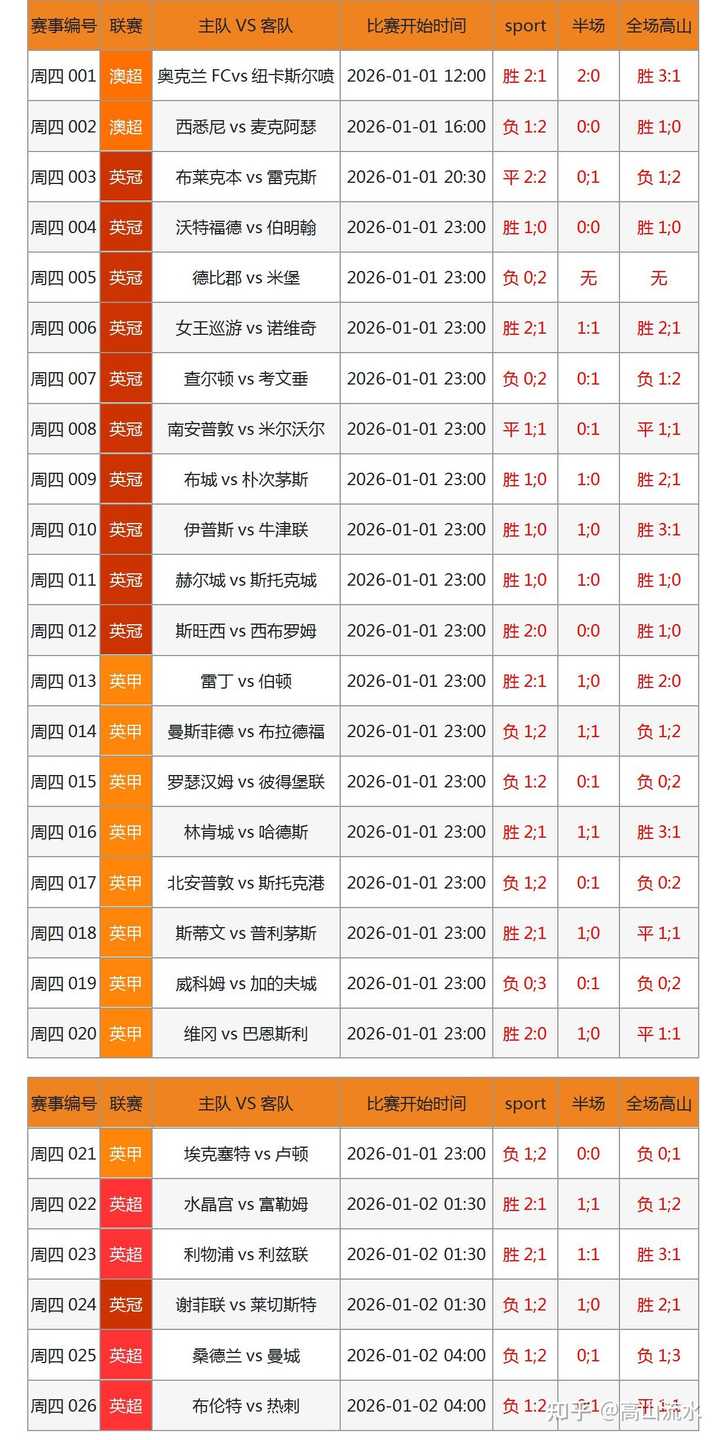 赛事编号 联赛 主队 VS 客队 比赛开始时间 sport 半场 全场高山
周四 001 澳超 奥克兰 FCvs 纽卡斯尔喷 2026-01-01 12:00 胜 2:1 2:0 胜 3:1
周四 002 澳超 西悉尼 vs 麦克阿瑟 2026-01-01 16:00 负 1:2 0:0 胜 1;0
周四 003 英冠 布莱克本 vs 雷克斯 2026-01-01 20:30 平 2:2 0;1 负 1;2
周四 004 英冠 沃特福德 vs 伯明翰 2026-01-01 23:00 胜 1;0 0:0 胜 1;0
周四 005 英冠 德比郡 vs 米堡 2026-01-01 23:00 负 0;2 无 无
周四 006 英冠 女王巡游 vs 诺维奇 2026-01-01 23:00 胜 2;1 1:1 胜 2;1
周四 007 英冠 查尔顿 vs 考文垂 2026-01-01 23:00 负 0;2 0:1 负 1:2
周四 008 英冠 南安普敦 vs 米尔沃尔 2026-01-01 23:00 平 1;1 0:1 平 1;1
周四 009 英冠 布城 vs 朴次茅斯 2026-01-01 23:00 胜 1;0 1:0 胜 2;1
周四 010 英冠 伊普斯 vs 牛津联 2026-01-01 23:00 胜 1;0 1;0 胜 3:1
周四 011 英冠 赫尔城 vs 斯托克城 2026-01-01 23:00 胜 1;0 1:0 胜 1;0
周四 012 英冠 斯旺西 vs 西布罗姆 2026-01-01 23:00 胜 2:0 0:0 胜 1;0
周四 013 英甲 雷丁 vs 伯顿 2026-01-01 23:00 胜 2:1 1;0 胜 2:0
周四 014 英甲 曼斯菲德 vs 布拉德福 2026-01-01 23:00 负 1;2 1;1 负 1;2
周四 015 英甲 罗瑟汉姆 vs 彼得堡联 2026-01-01 23:00 负 1:2 0:1 负 0;2
周四 016 英甲 林肯城 vs 哈德斯 2026-01-01 23:00 胜 2;1 1;1 胜 3:1
周四 017 英甲 北安普敦 vs 斯托克港 2026-01-01 23:00 负 1;2 0:1 负 0:2
周四 018 英甲 斯蒂文 vs 普利茅斯 2026-01-01 23:00 胜 2;1 1;0 平 1;1
周四 019 英甲 威科姆 vs 加的夫城 2026-01-01 23:00 负 0;3 0:1 负 0;2
周四 020 英甲 维冈 vs 巴恩斯利 2026-01-01 23:00 胜 2:0 1;0 平 1:1
赛事编号 联赛 主队 VS 客队 比赛开始时间 sport 半场 全场高山
周四 021 英甲 埃克塞特 vs 卢顿 2026-01-01 23:00 负 1;2 0:0 负 0;1
周四 022 英超 水晶宫 vs 富勒姆 2026-01-02 01:30 胜 2:1 1;1 负 1;2
周四 023 英超 利物浦 vs 利兹联 2026-01-02 01:30 胜 2;1 1:1 胜 3:1
周四 024 英冠 谢菲联 vs 莱切斯特 2026-01-02 01:30 负 1;2 1;0 胜 2;1
周四 025 英超 桑德兰 vs 曼城 2026-01-02 04:00 负 1;2 0;1 负 1;3
周四 026 英超 布伦特 vs 热刺 2026-01-02 04:00 负 1:2
知乎 @高山流水